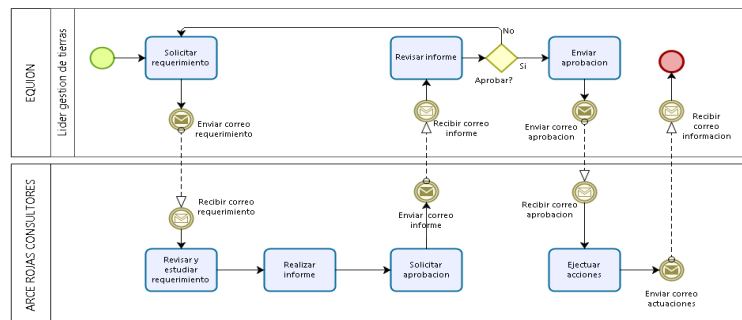 EQUION
Lider gestion de tierras
Solicitar
requerimiento
Enviar correo
requerimiento
Revisar informe
No
Si
Aprobar?
Enviar
aprobacion
Recibir correo
informe
Enviar correo
aprobacion
Recibir
correo
informacion
ARCE ROJAS CONSULTORES
Recibir correo
requerimiento
Revisar y
estudiar
requerimiento
Realizar
informe
Enviar correo
informe
Solicitar
aprobacion
Recibir correo
aprobacion
Ejectuar
acciones
Enviar correo
actuaciones